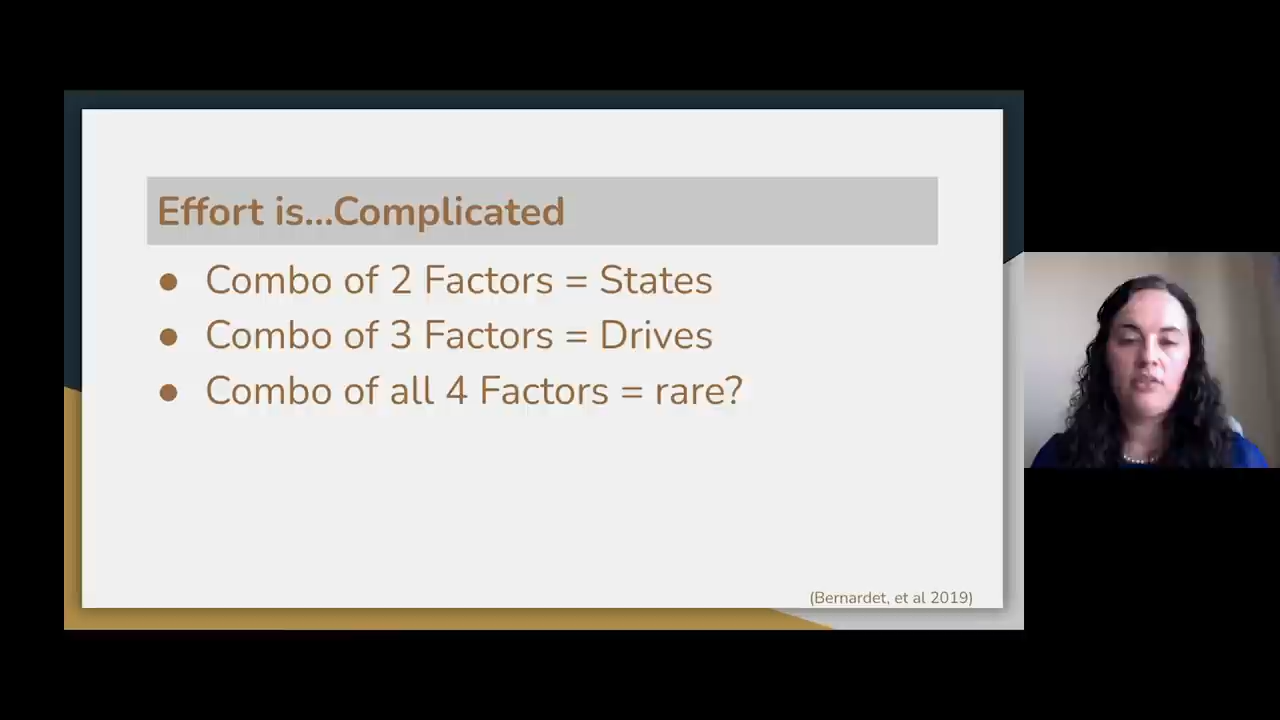 Effort is...Complicated
● Combo of 2 Factors = States
● Combo of 3 Factors = Drives
● Combo of all 4 Factors = rare?
(Bernardet, et al 2019)